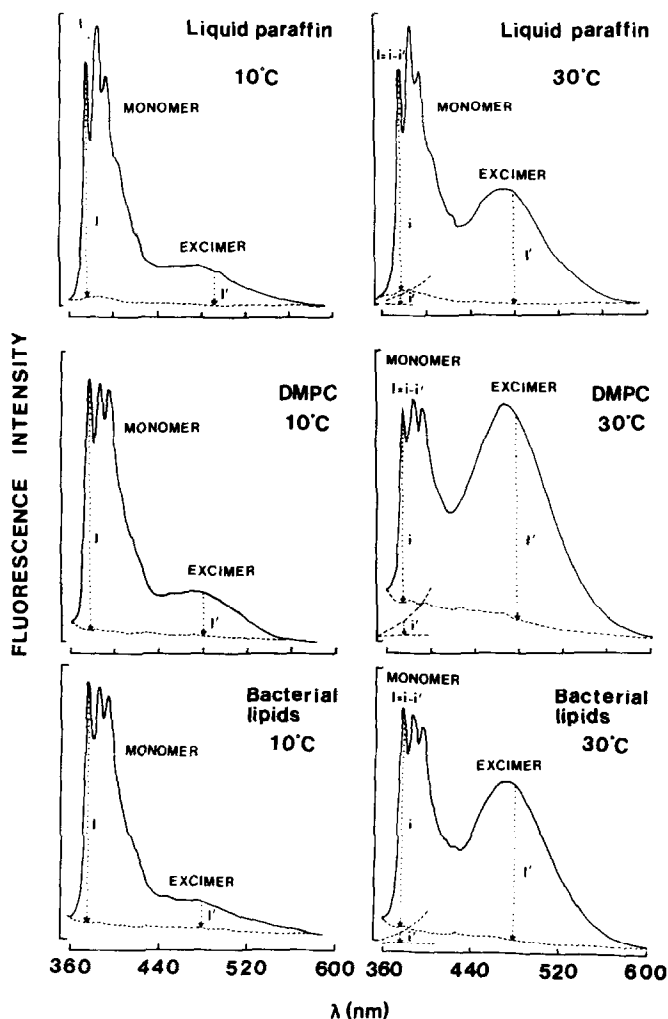 FLUORESCENCE INTENSITY
I
Liquid paraffin
10°C
MONOMER
I
EXCIMER
I'
I=i-i'
Liquid paraffin
30°C
MONOMER
EXCIMER
i
I'
i'
DMPC
10°C
MONOMER
I
EXCIMER
I'
MONOMER
I=i-i'
EXCIMER
DMPC
30°C
i
I'
i'
Bacterial
lipids
10°C
MONOMER
I
EXCIMER
I'
MONOMER
I=i-i'
Bacterial
lipids
30°C
EXCIMER
i
I'
i'
360 440 520 600
360 440 520 600
λ (nm)